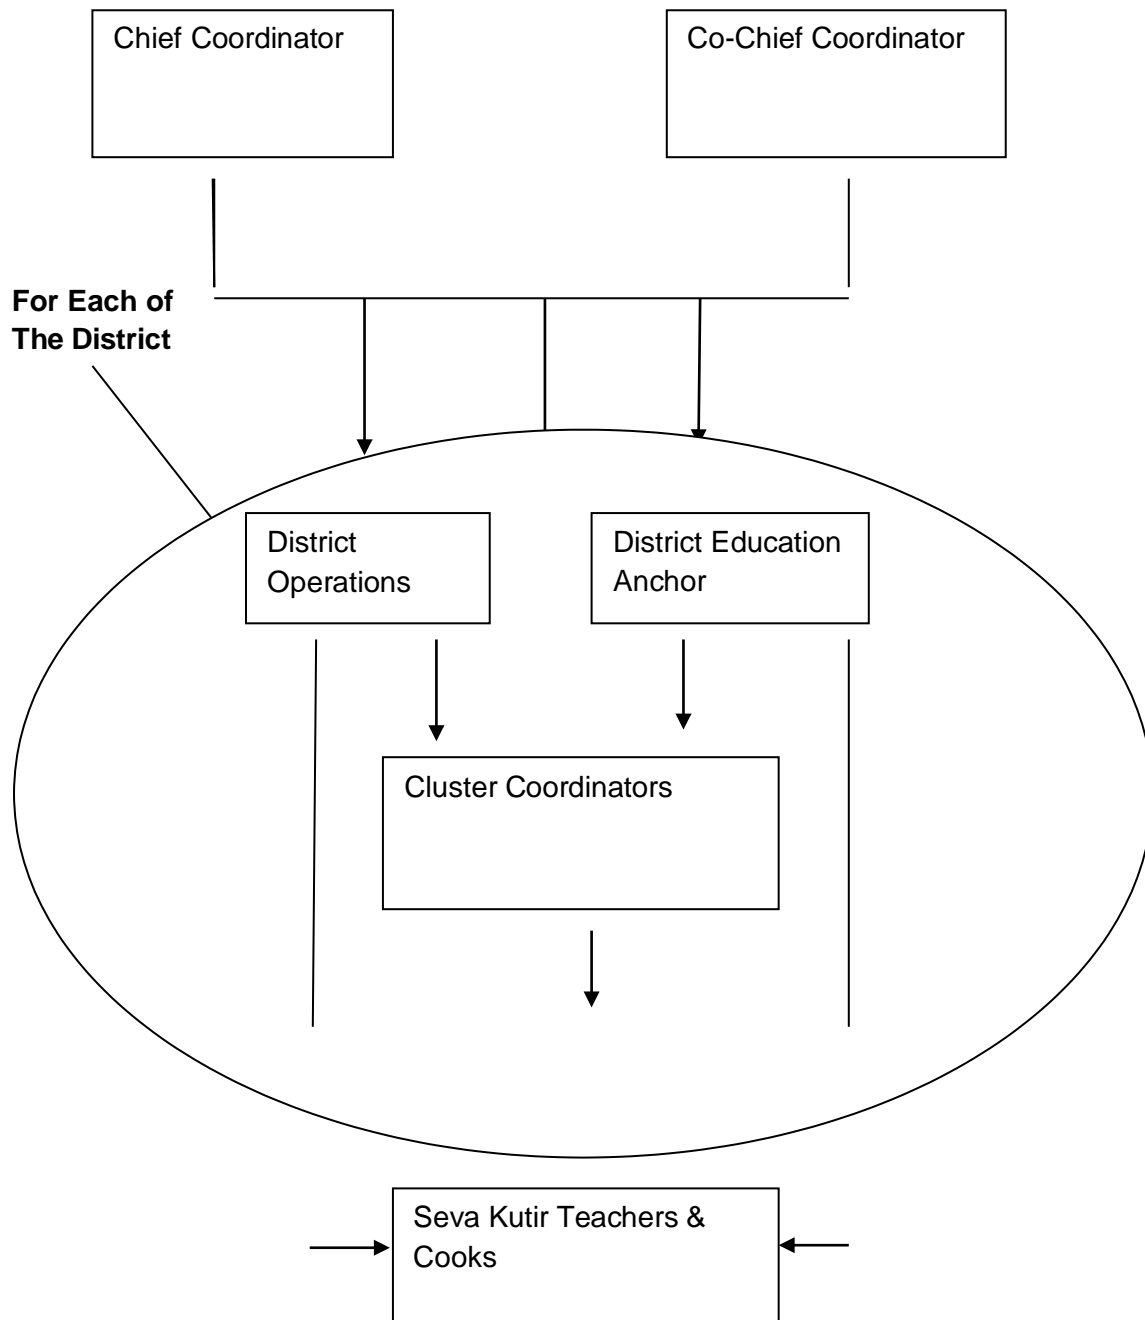 Chief Coordinator
Co-Chief Coordinator
For Each of
The District
District
Operations
District Education
Anchor
Cluster Coordinators
Seva Kutir Teachers &
Cooks